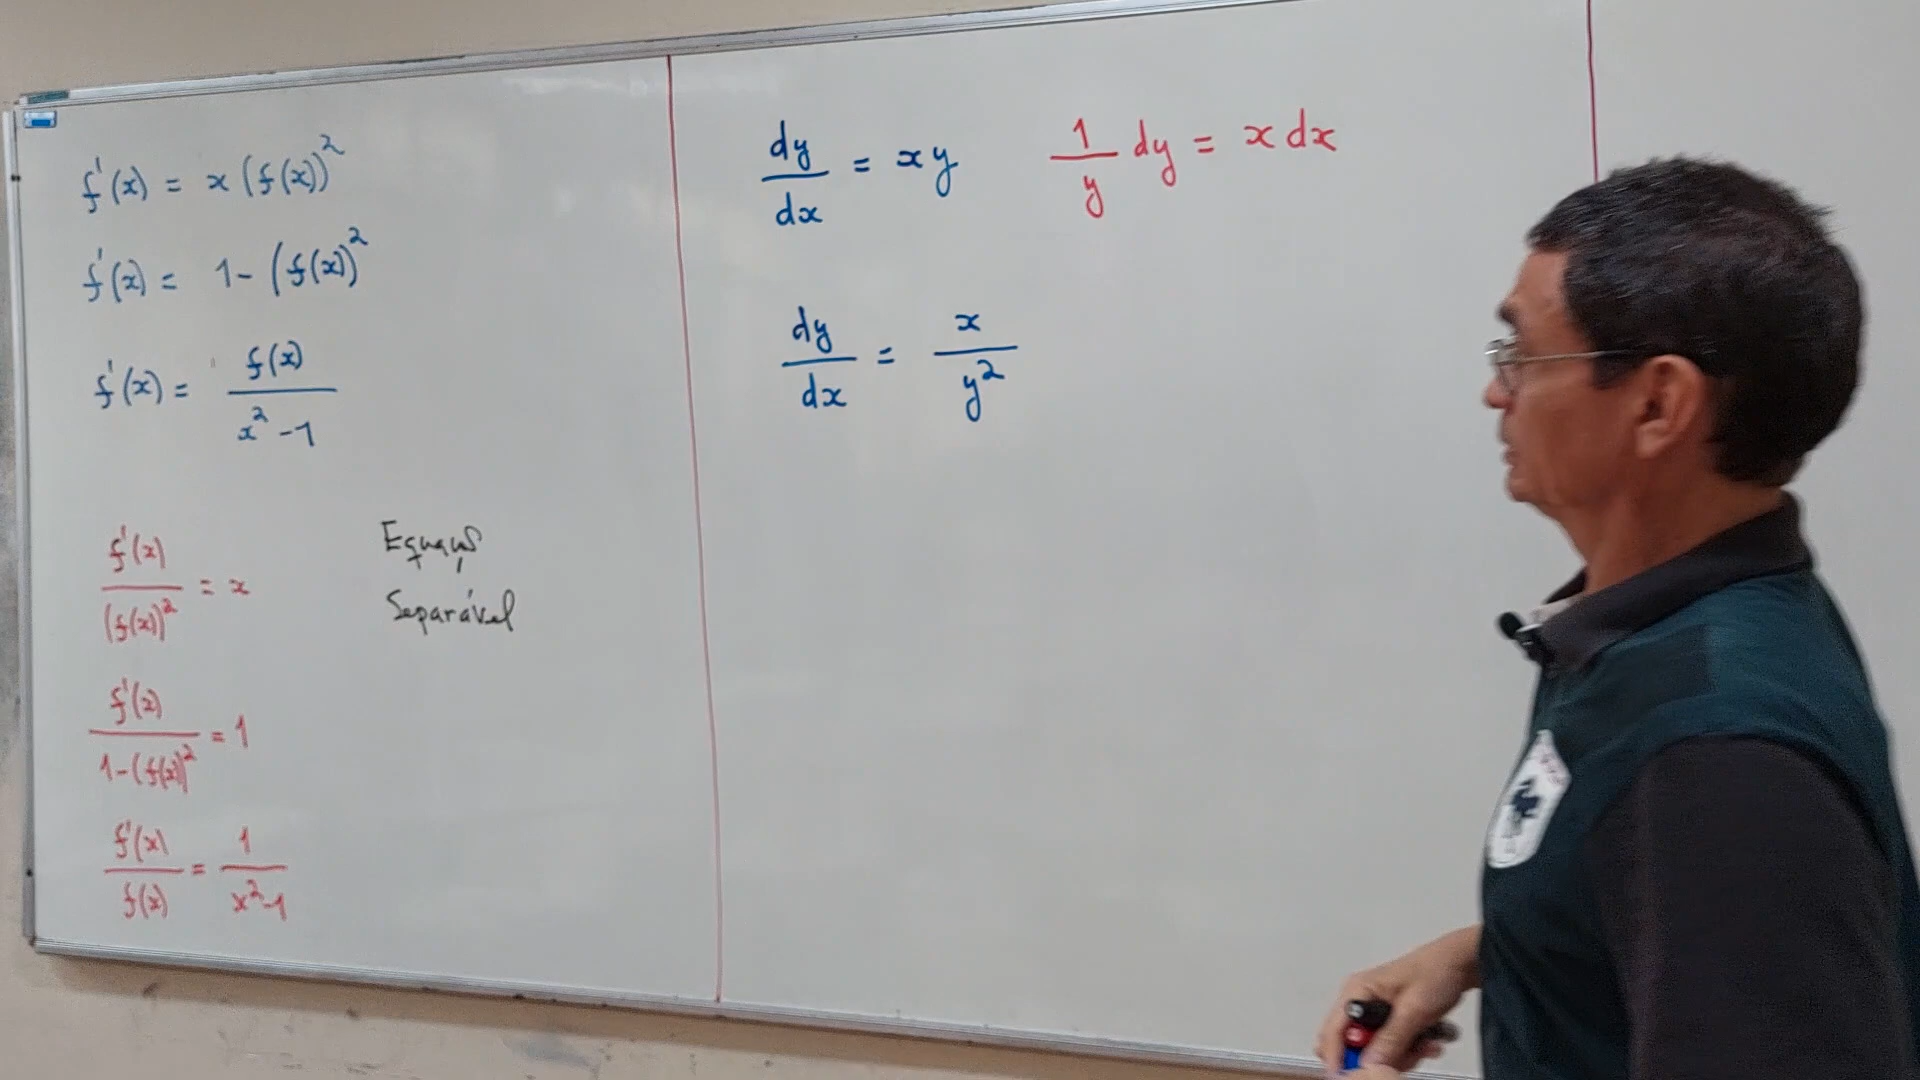 f'(x) = x (f(x))²
f'(x) = 1 - (f(x))²
f'(x) = f(x) / (x² - 1)
f'(x) / (f(x))² = x
Equação
Separável
f'(x) / (1 - (f(x))²) = 1
f'(x) / f(x) = 1 / (x² - 1)
dy/dx = xy
1/y dy = x dx
dy/dx = x / y²